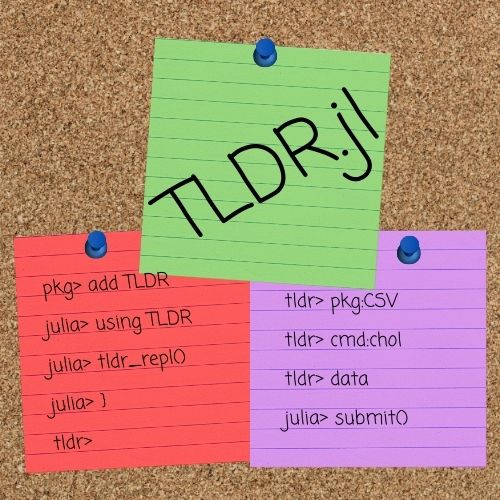 TLDR.jl
pkg> add TLDR
julia> using TLDR
julia> tldr_repl()
julia> }
tldr>
tldr> pkg:CSV
tldr> cmd:chol
tldr> data
julia> submit()